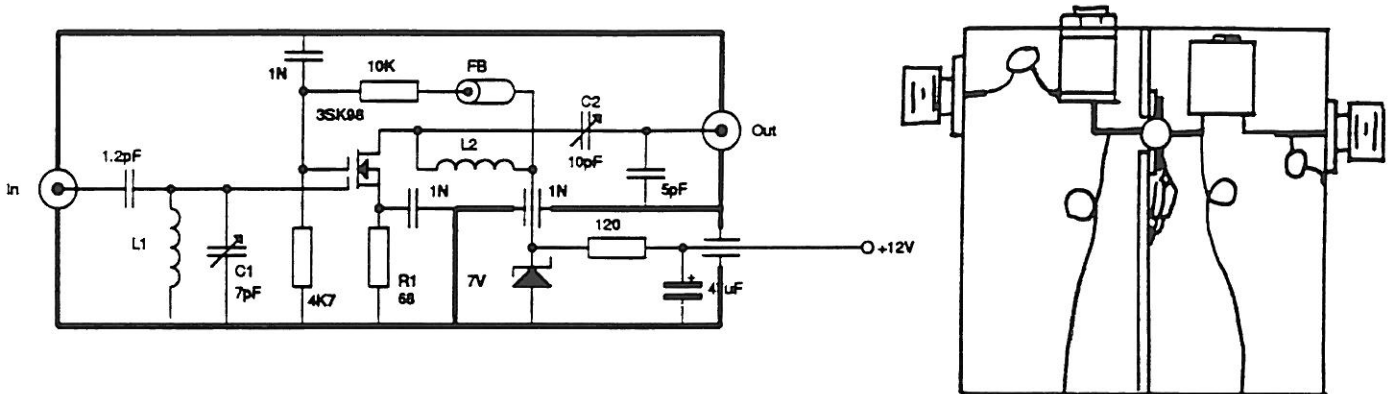 1N
10K
FB
3SK98
C2
Out
1.2pF
L2
10pF
In
1N
1N
5pF
120
L1
+12V
C1
7pF
R1
68
7V
4K7
+